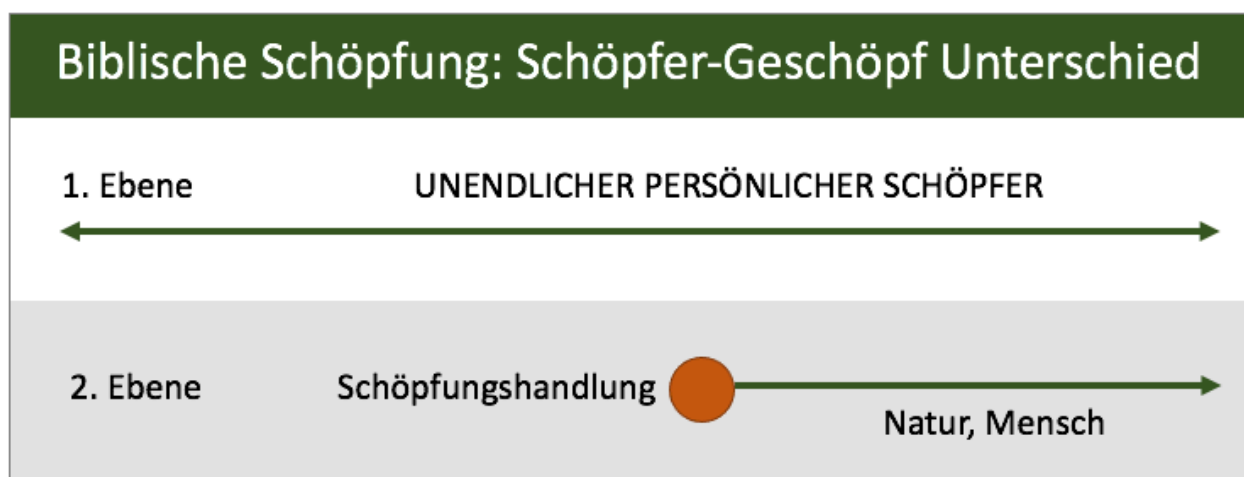 Biblische Schöpfung: Schöpfer-Geschöpf Unterschied
1. Ebene UNENDLICHER PERSÖNLICHER SCHÖPFER
2. Ebene Schöpfungshandlung
Natur, Mensch